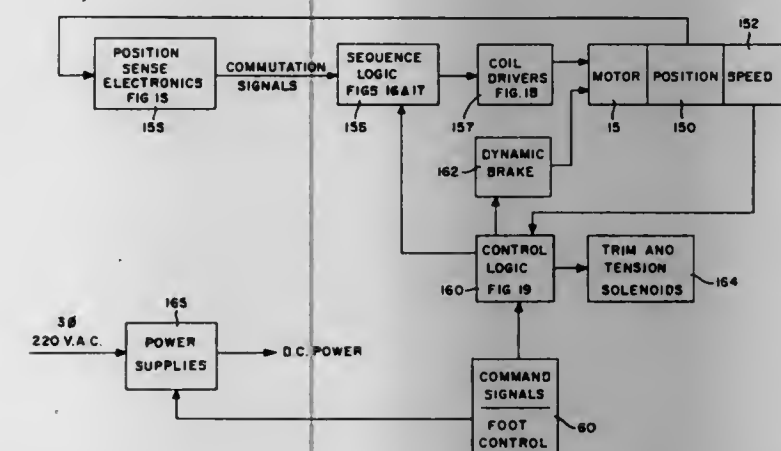 152
POSITION
SENSE
ELECTRONICS
FIG 15
155
COMMUTATION
SIGNALS
SEQUENCE
LOGIC
FIGS 16 & 17
156
COIL
DRIVERS
FIG. 18
157
MOTOR
POSITION
SPEED
15
150
DYNAMIC
BRAKE
162
CONTROL
LOGIC
FIG 19
160
TRIM AND
TENSION
SOLENOIDS
164
165
3Ø
220 V.A.C.
POWER
SUPPLIES
D.C. POWER
COMMAND
SIGNALS
FOOT
CONTROL
60